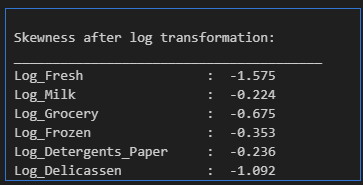 Skewness after log transformation:
_______________________________________
Log_Fresh : -1.575
Log_Milk : -0.224
Log_Grocery : -0.675
Log_Frozen : -0.353
Log_Detergents_Paper : -0.236
Log_Delicassen : -1.092